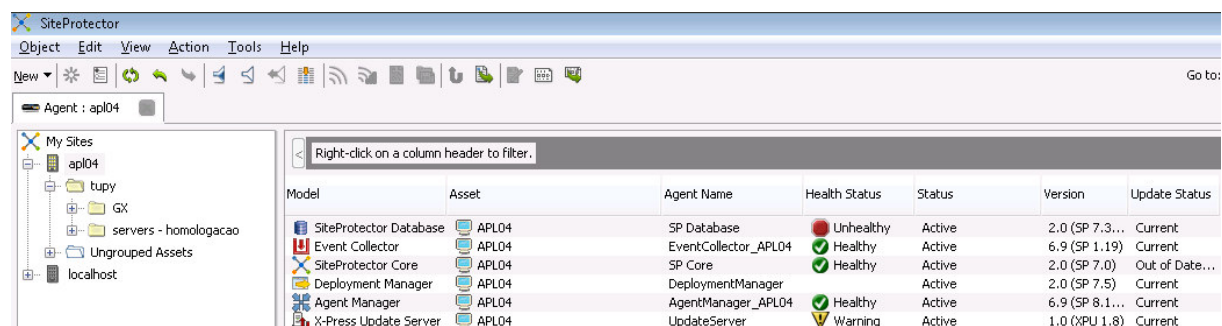 SiteProtector
Object Edit View Action Tools Help
New Go to:
Agent : apl04
My Sites
apl04
tupy
GX
servers - homologacao
Ungrouped Assets
localhost
Right-click on a column header to filter.
Model Asset Agent Name Health Status Status Version Update Status
SiteProtector Database APL04 SP Database Unhealthy Active 2.0 (SP 7.3... Current
Event Collector APL04 EventCollector_APL04 Healthy Active 6.9 (SP 1.19) Current
SiteProtector Core APL04 SP Core Healthy Active 2.0 (SP 7.0) Out of Date...
Deployment Manager APL04 DeploymentManager Active 2.0 (SP 7.5) Current
Agent Manager APL04 AgentManager_APL04 Healthy Active 6.9 (SP 8.1... Current
X-Press Update Server APL04 UpdateServer Warning Active 1.0 (XPU 1.8) Current